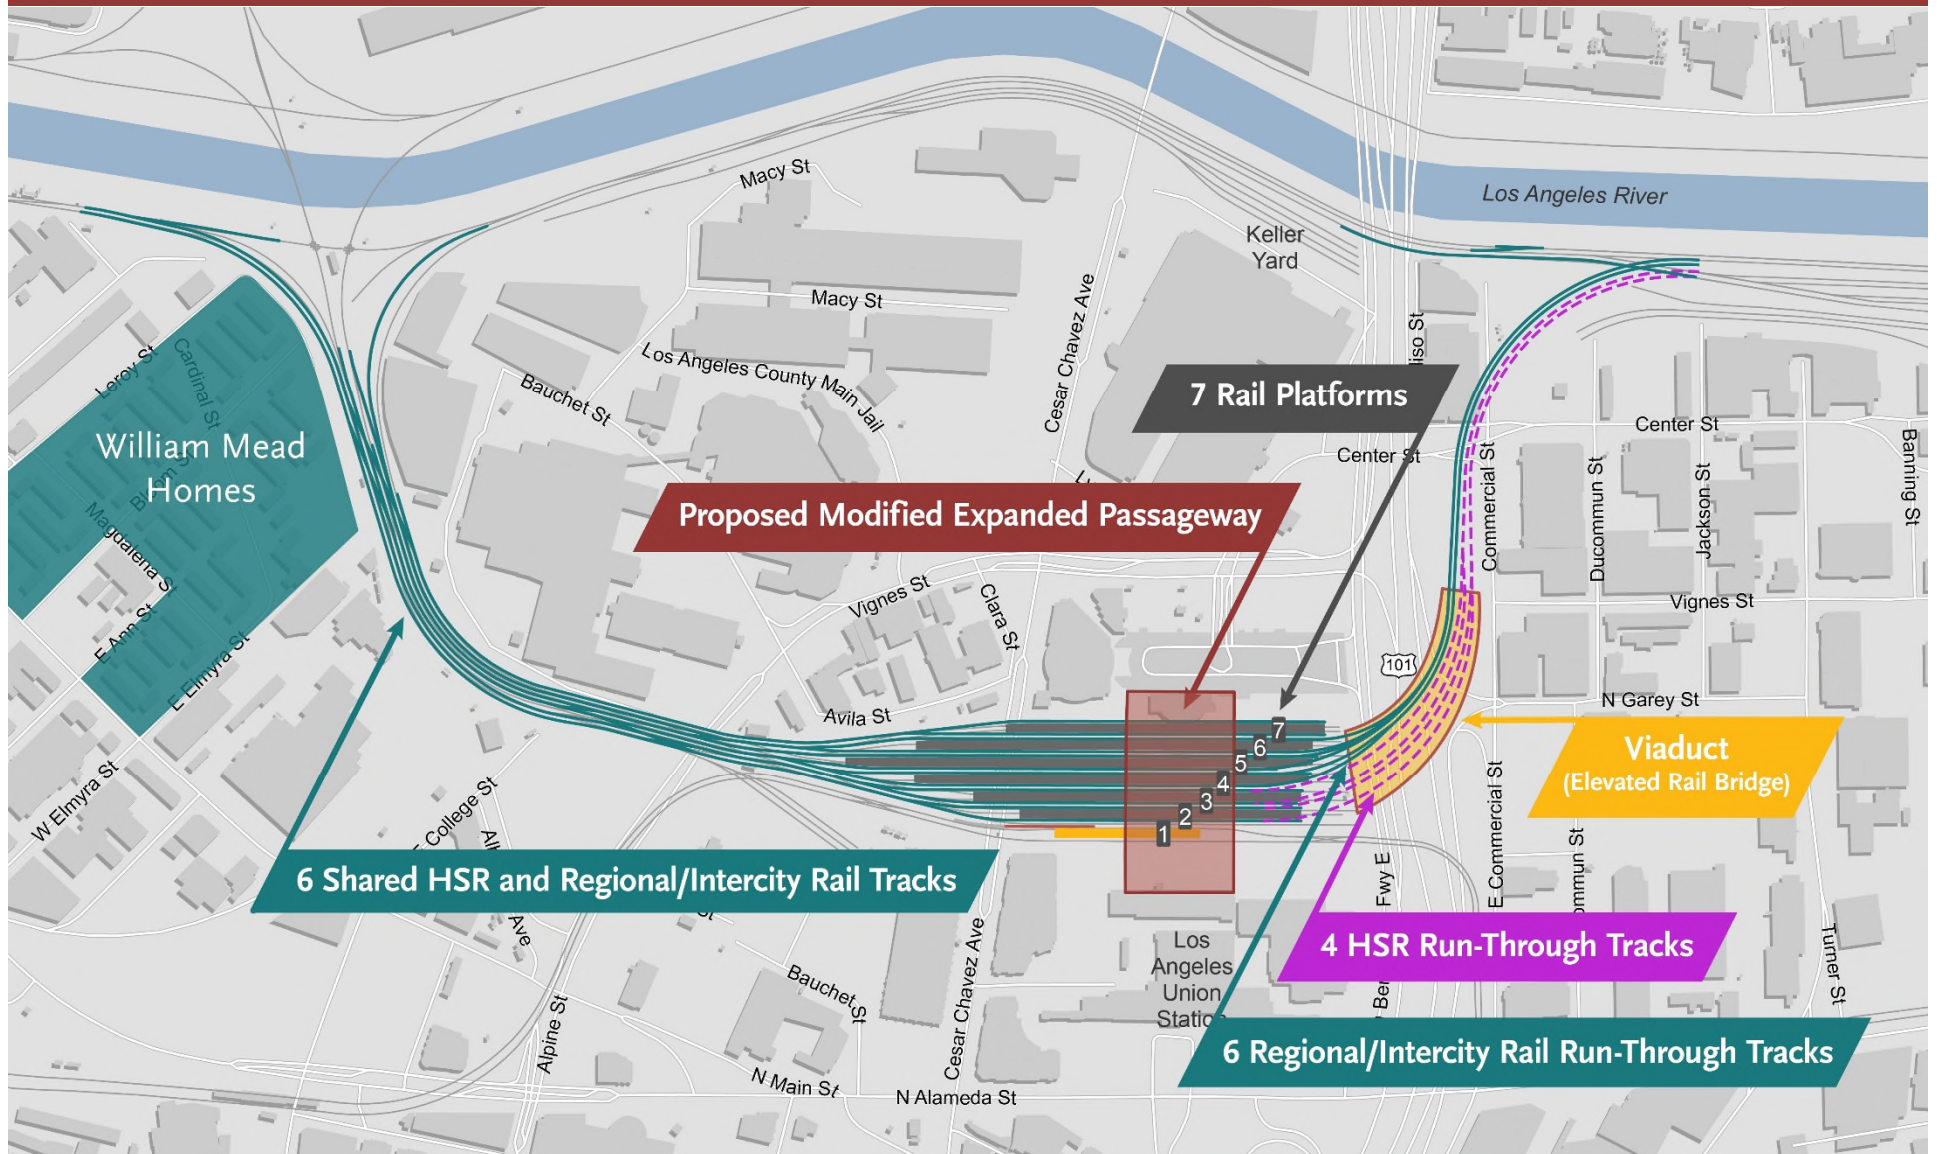 Macy St
Los Angeles River
Keller
Yard
Macy St
Cesar Chavez Ave
Leroy St
Cardinal St
Los Angeles County Main Jail
Bauchet St
7 Rail Platforms
Center St
Center St
Banning St
William Mead
Homes
Bloom St
Magdalena St
Proposed Modified Expanded Passageway
Commercial St
Ducommun St
Jackson St
E Ann St
E Elmyra St
Vignes St
Clara St
Vignes St
101
N Garey St
Avila St
7
6
5
4
3
2
1
Viaduct
(Elevated Rail Bridge)
W Elmyra St
E College St
E Commercial St
Fwy E
6 Shared HSR and Regional/Intercity Rail Tracks
Ave
4 HSR Run-Through Tracks
Los
Angeles
Union
Station
Turner St
Bauchet St
Cesar Chavez Ave
Alpine St
6 Regional/Intercity Rail Run-Through Tracks
N Main St
N Alameda St